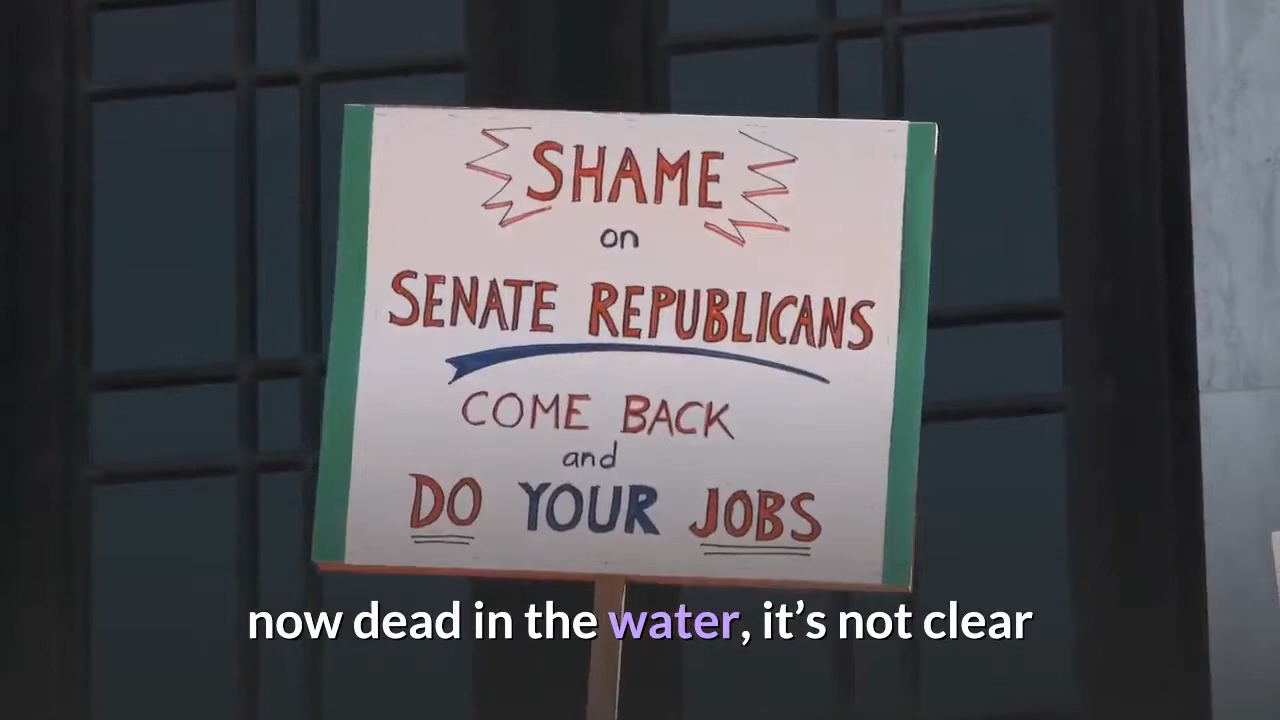 SHAME
on
SENATE REPUBLICANS
COME BACK
and
DO YOUR JOBS
now dead in the water, it's not clear